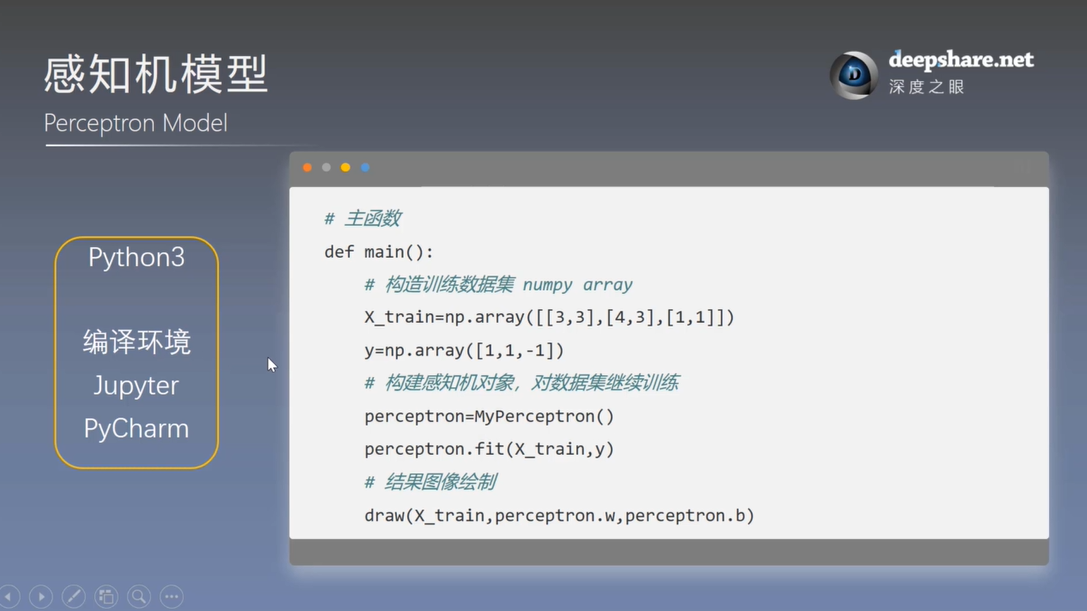 感知机模型
Perceptron Model
deepshare.net
深度之眼
Python3
编译环境
Jupyter
PyCharm
# 主函数
def main():
# 构造训练数据集 numpy array
X_train=np.array([[3,3],[4,3],[1,1]])
y=np.array([1,1,-1])
# 构建感知机对象，对数据集继续训练
perceptron=MyPerceptron()
perceptron.fit(X_train,y)
# 结果图像绘制
draw(X_train,perceptron.w,perceptron.b)